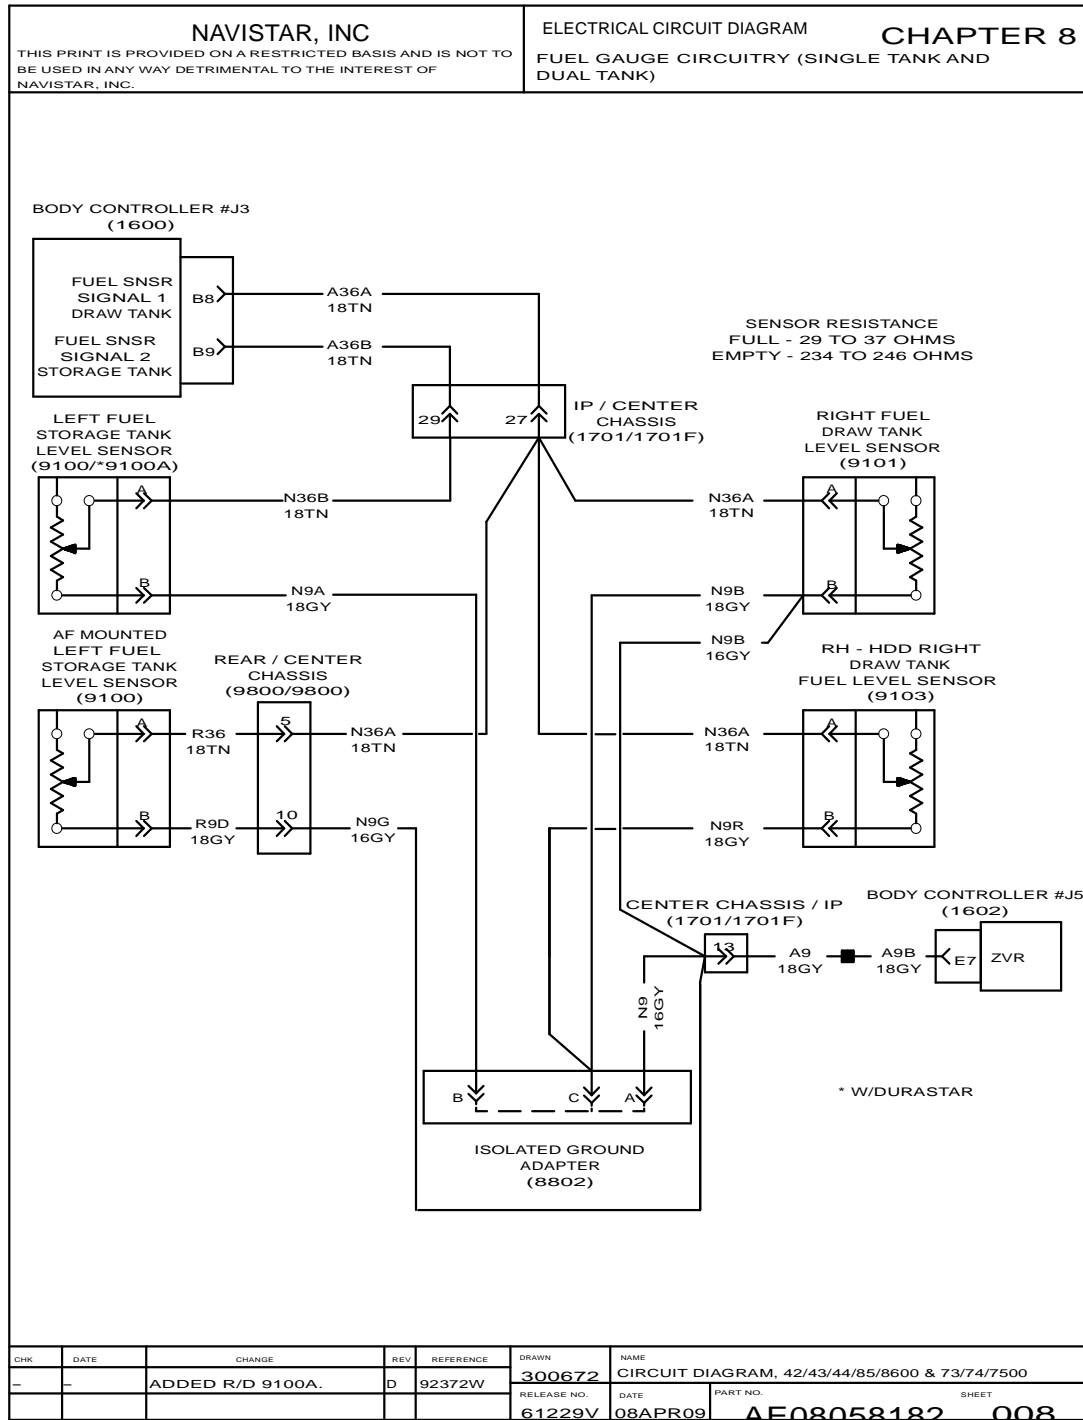 NAVISTAR, INC
THIS PRINT IS PROVIDED ON A RESTRICTED BASIS AND IS NOT TO
BE USED IN ANY WAY DETRIMENTAL TO THE INTEREST OF
NAVISTAR, INC.
ELECTRICAL CIRCUIT DIAGRAM
CHAPTER 8
FUEL GAUGE CIRCUITRY (SINGLE TANK AND
DUAL TANK)
BODY CONTROLLER #J3
(1600)
FUEL SNSR
SIGNAL 1
DRAW TANK
B8
FUEL SNSR
SIGNAL 2
STORAGE TANK
B9
A36A
18TN
A36B
18TN
SENSOR RESISTANCE
FULL - 29 TO 37 OHMS
EMPTY - 234 TO 246 OHMS
29
27
IP / CENTER
CHASSIS
(1701/1701F)
LEFT FUEL
STORAGE TANK
LEVEL SENSOR
(9100/*9100A)
A
N36B
18TN
B
N9A
18GY
RIGHT FUEL
DRAW TANK
LEVEL SENSOR
(9101)
N36A
18TN
A
N9B
18GY
B
N9B
16GY
AF MOUNTED
LEFT FUEL
STORAGE TANK
LEVEL SENSOR
(9100)
REAR / CENTER
CHASSIS
(9800/9800)
A
R36
18TN
5
N36A
18TN
B
R9D
18GY
10
N9G
16GY
RH - HDD RIGHT
DRAW TANK
FUEL LEVEL SENSOR
(9103)
N36A
18TN
A
N9R
18GY
B
CENTER CHASSIS / IP
(1701/1701F)
13
A9
18GY
A9B
18GY
BODY CONTROLLER #J5
(1602)
E7
ZVR
N9
16GY
B
C
A
ISOLATED GROUND
ADAPTER
(8802)
* W/DURASTAR
CHK
DATE
CHANGE
REV
REFERENCE
–
–
ADDED R/D 9100A.
D
92372W
DRAWN
300672
NAME
CIRCUIT DIAGRAM, 42/43/44/85/8600 & 73/74/7500
RELEASE NO.
61229V
DATE
08APR09
PART NO.
AE08058182
SHEET
008